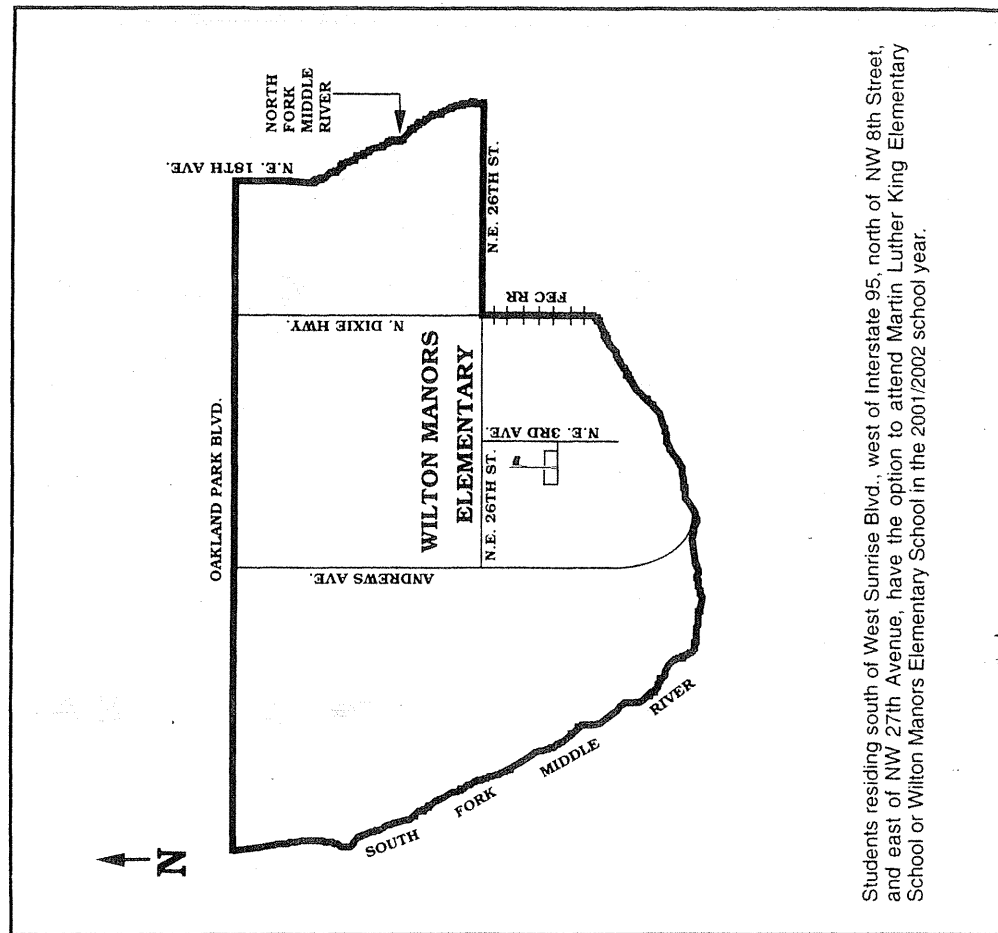 N
OAKLAND PARK BLVD.
N.E. 18TH AVE.
NORTH
FORK
MIDDLE
RIVER
N. DIXIE HWY.
ANDREWS AVE.
WILTON MANORS
ELEMENTARY
N.E. 26TH ST.
N.E. 26TH ST.
N.E. 3RD AVE.
FEC RR
SOUTH
FORK
MIDDLE
RIVER
Students residing south of West Sunrise Blvd., west of Interstate 95, north of NW 8th Street,
and east of NW 27th Avenue, have the option to attend Martin Luther King Elementary
School or Wilton Manors Elementary School in the 2001/2002 school year.